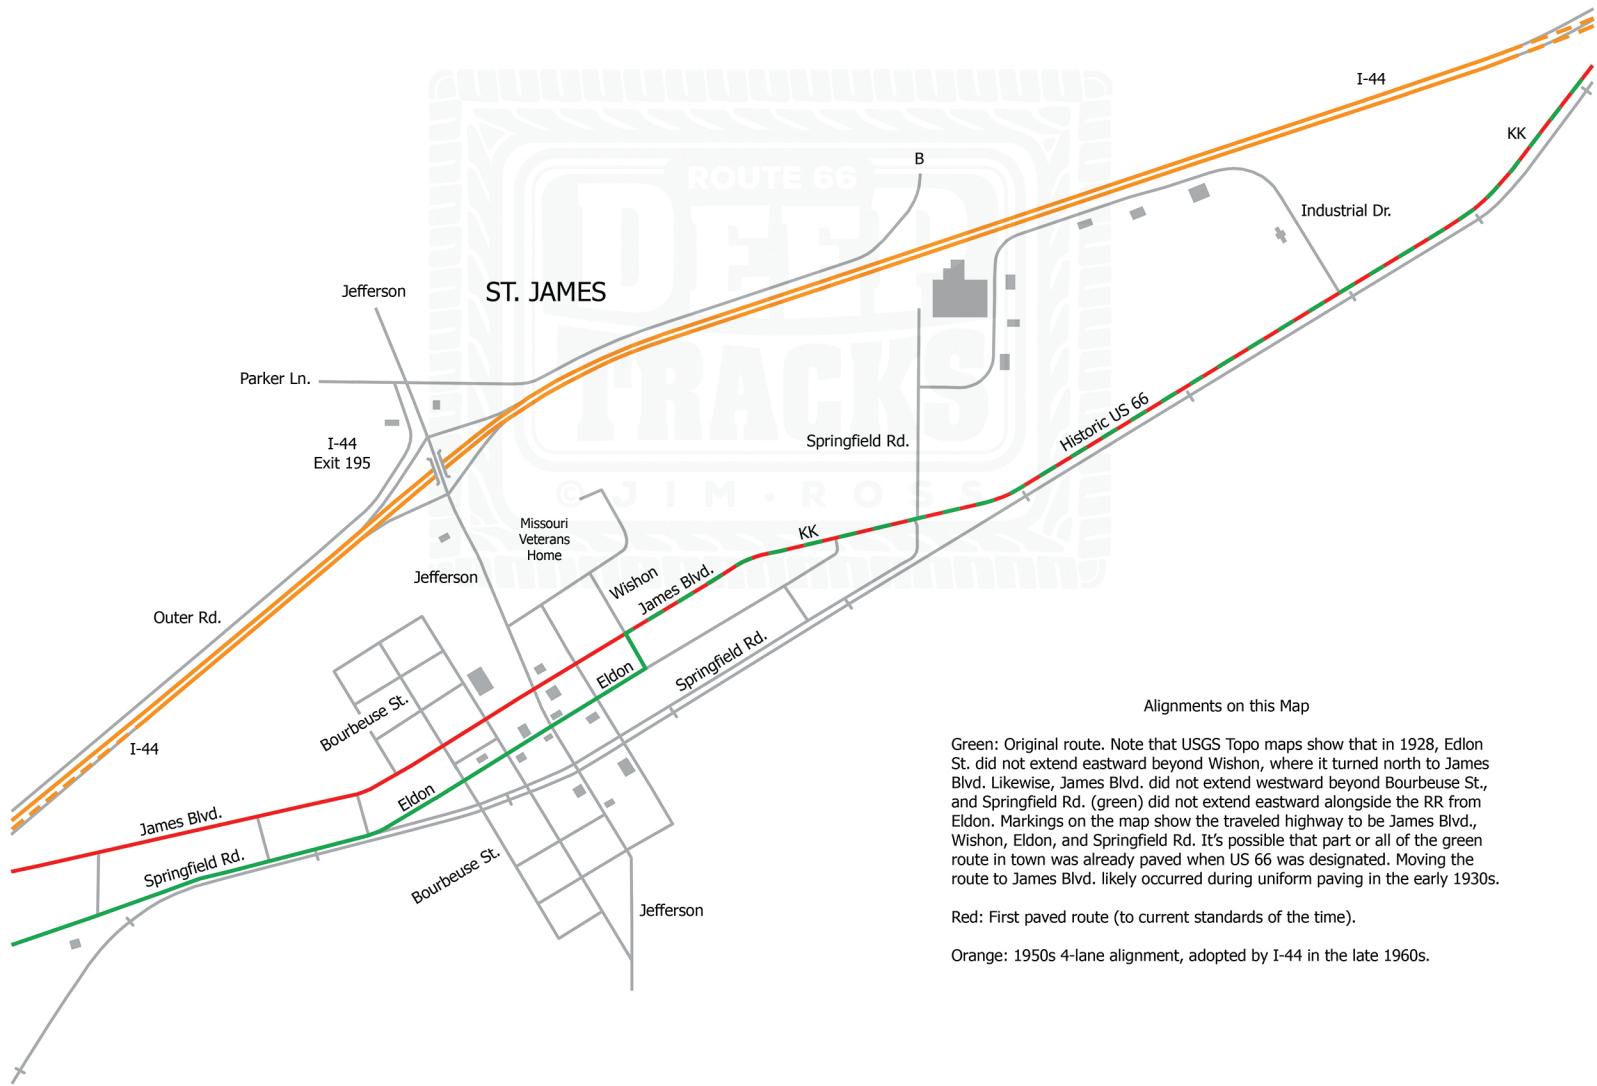 I-44
KK
B
ROUTE 66
DEEP
TRACKS
© JIM • ROSS
Industrial Dr.
Jefferson
ST. JAMES
Parker Ln.
Historic US 66
Springfield Rd.
I-44
Exit 195
Missouri
Veterans
Home
KK
Jefferson
Wishon
James Blvd.
Outer Rd.
Springfield Rd.
Eldon
Bourbeuse St.
I-44
Eldon
James Blvd.
Springfield Rd.
Bourbeuse St.
Jefferson
Alignments on this Map
Green: Original route. Note that USGS Topo maps show that in 1928, Edlon
St. did not extend eastward beyond Wishon, where it turned north to James
Blvd. Likewise, James Blvd. did not extend westward beyond Bourbeuse St.,
and Springfield Rd. (green) did not extend eastward alongside the RR from
Eldon. Markings on the map show the traveled highway to be James Blvd.,
Wishon, Eldon, and Springfield Rd. It's possible that part or all of the green
route in town was already paved when US 66 was designated. Moving the
route to James Blvd. likely occurred during uniform paving in the early 1930s.
Red: First paved route (to current standards of the time).
Orange: 1950s 4-lane alignment, adopted by I-44 in the late 1960s.